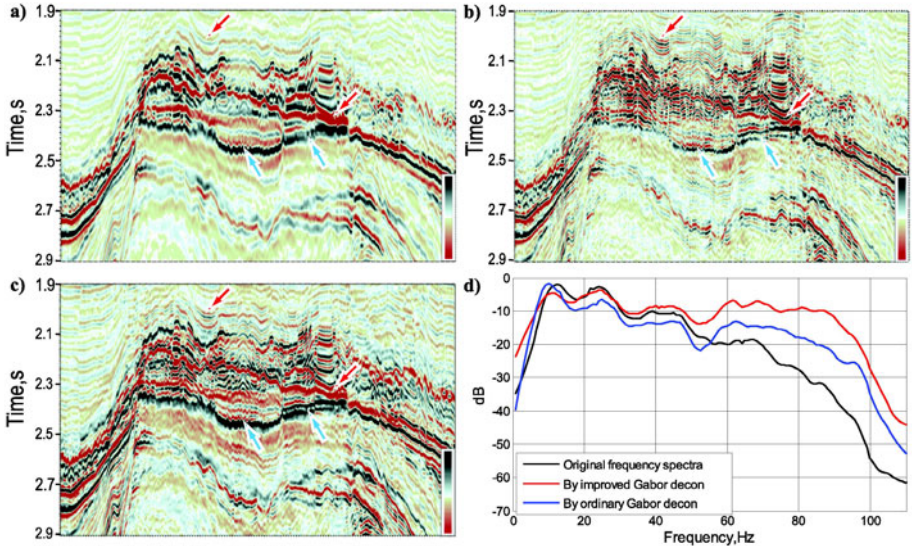 a)
b)
1.9
2.1
2.3
2.5
2.7
2.9
Time,s
1.9
2.1
2.3
2.5
2.7
2.9
Time,s
c)
1.9
2.1
2.3
2.5
2.7
2.9
Time,s
d)
0
-10
-20
-30
-40
-50
-60
-70
dB
Original frequency spectra
By improved Gabor decon
By ordinary Gabor decon
0 20 40 60 80 100
Frequency,Hz